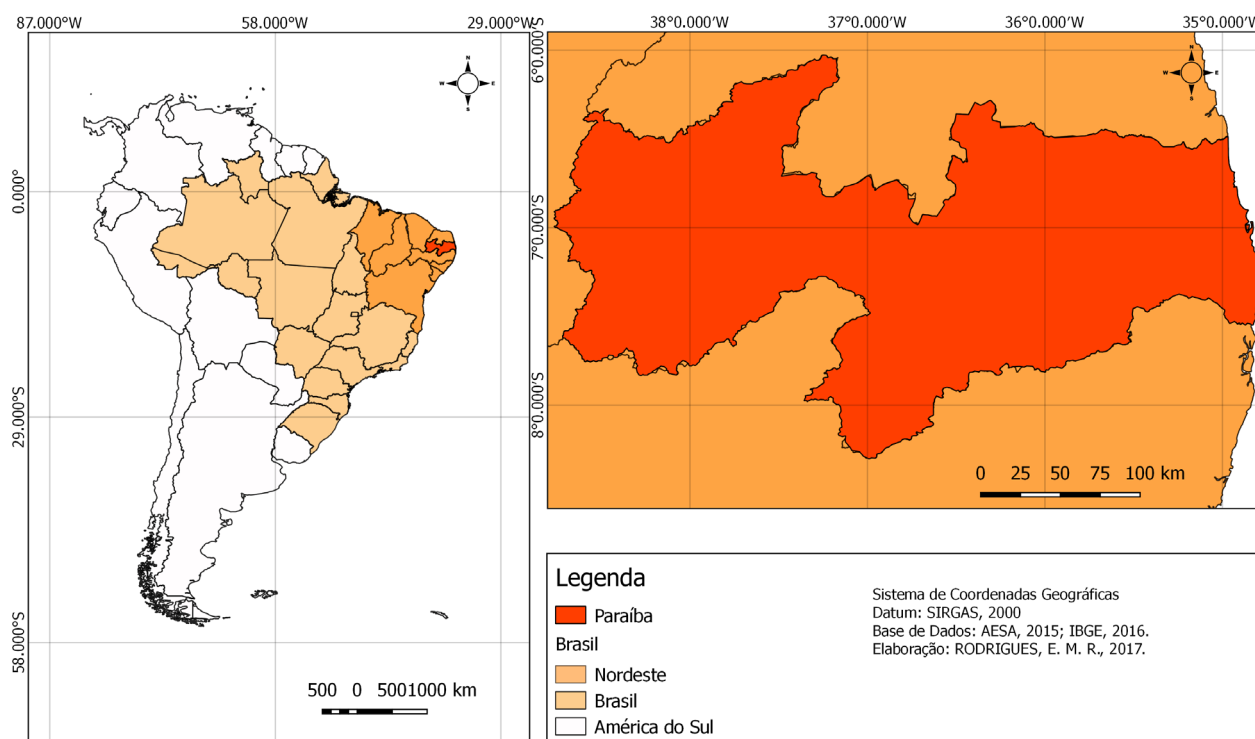 87.000°W 58.000°W 29.000°W
N
W E
S
0.000°
29.000°S
58.000°S
500 0 5001000 km
38°0.000'W 37°0.000'W 36°0.000'W 35°0.000'W
6°0.000'S
7°0.000'S
8°0.000'S
N
W E
S
0 25 50 75 100 km
Legenda
Paraíba
Brasil
Nordeste
Brasil
América do Sul
Sistema de Coordenadas Geográficas
Datum: SIRGAS, 2000
Base de Dados: AESA, 2015; IBGE, 2016.
Elaboração: RODRIGUES, E. M. R., 2017.